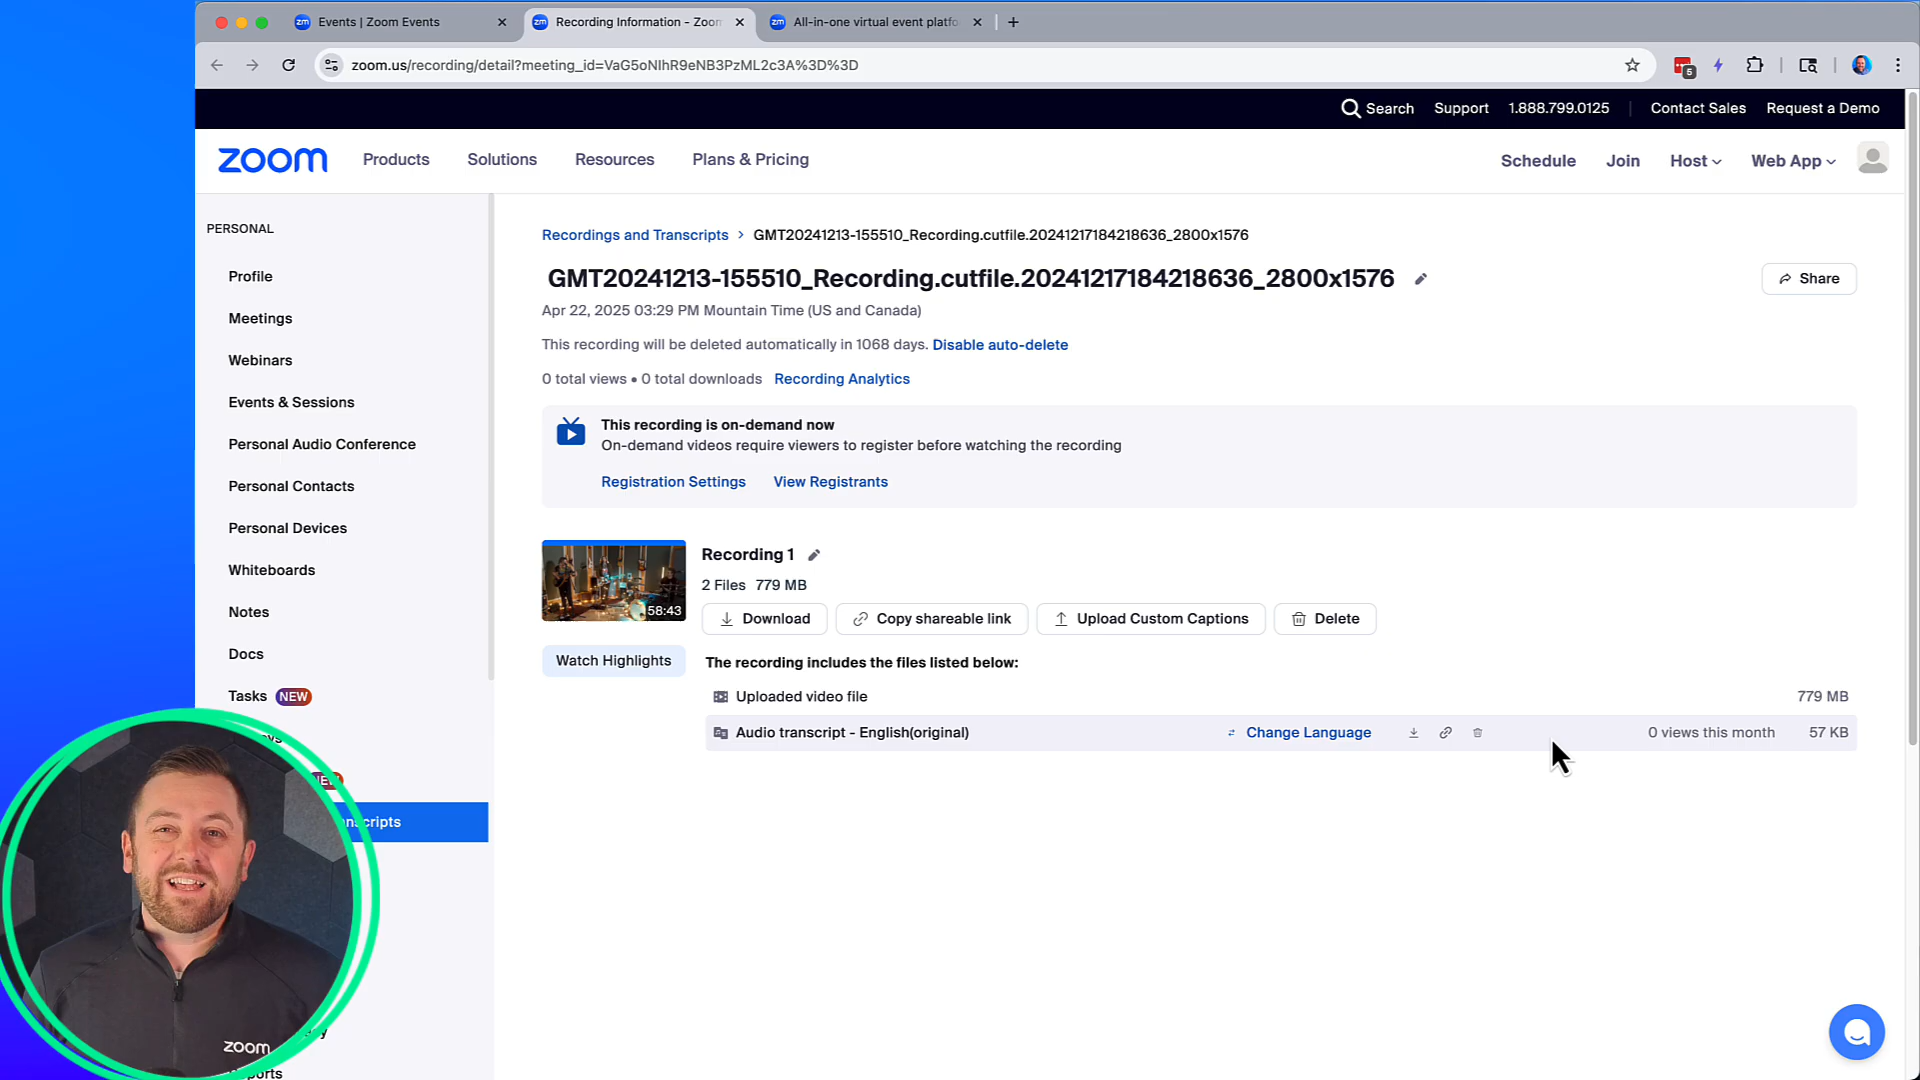 Events | Zoom Events
Recording Information - Zoom
All-in-one virtual event platfo
zoom.us/recording/detail?meeting_id=VaG5oNIhR9eNB3PzML2c3A%3D%3D
5
Search
Support
1.888.799.0125
Contact Sales
Request a Demo
zoom
Products
Solutions
Resources
Plans & Pricing
Schedule
Join
Host
Web App
PERSONAL
Profile
Meetings
Webinars
Events & Sessions
Personal Audio Conference
Personal Contacts
Personal Devices
Whiteboards
Notes
Docs
Tasks NEW
Recordings and Transcripts > GMT20241213-155510_Recording.cutfile.20241217184218636_2800x1576
GMT20241213-155510_Recording.cutfile.20241217184218636_2800x1576
Share
Apr 22, 2025 03:29 PM Mountain Time (US and Canada)
This recording will be deleted automatically in 1068 days. Disable auto-delete
0 total views • 0 total downloads Recording Analytics
This recording is on-demand now
On-demand videos require viewers to register before watching the recording
Registration Settings
View Registrants
58:43
Watch Highlights
Recording 1
2 Files 779 MB
Download
Copy shareable link
Upload Custom Captions
Delete
The recording includes the files listed below:
Uploaded video file
779 MB
Audio transcript - English(original)
Change Language
0 views this month
57 KB
nscripts
zoom
ports